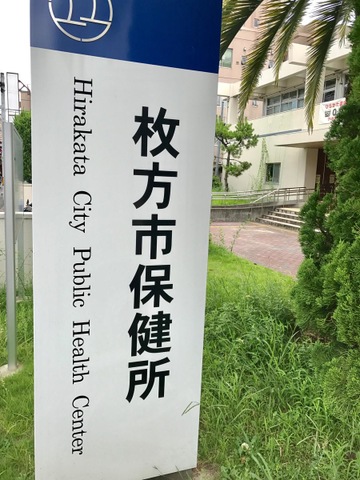 枚方市保健所
Hirakata City Public Health Center